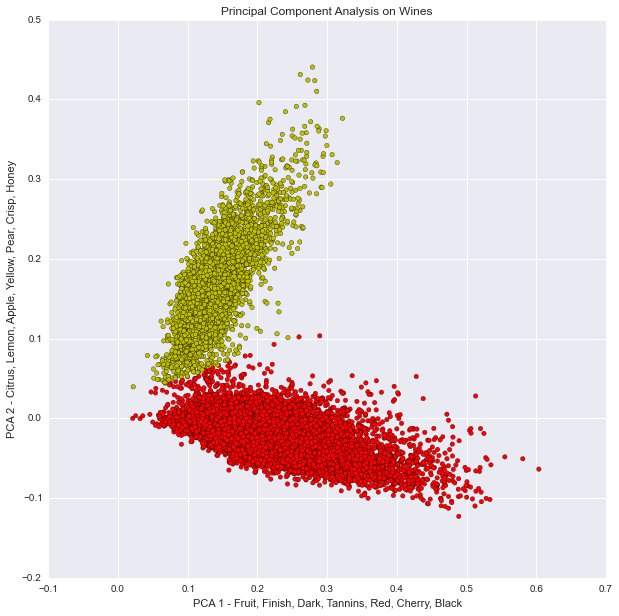 Principal Component Analysis on Wines
0.5
0.4
0.3
0.2
0.1
0.0
−0.1
−0.2
PCA 2 - Citrus, Lemon, Apple, Yellow, Pear, Crisp, Honey
−0.1 0.0 0.1 0.2 0.3 0.4 0.5 0.6 0.7
PCA 1 - Fruit, Finish, Dark, Tannins, Red, Cherry, Black